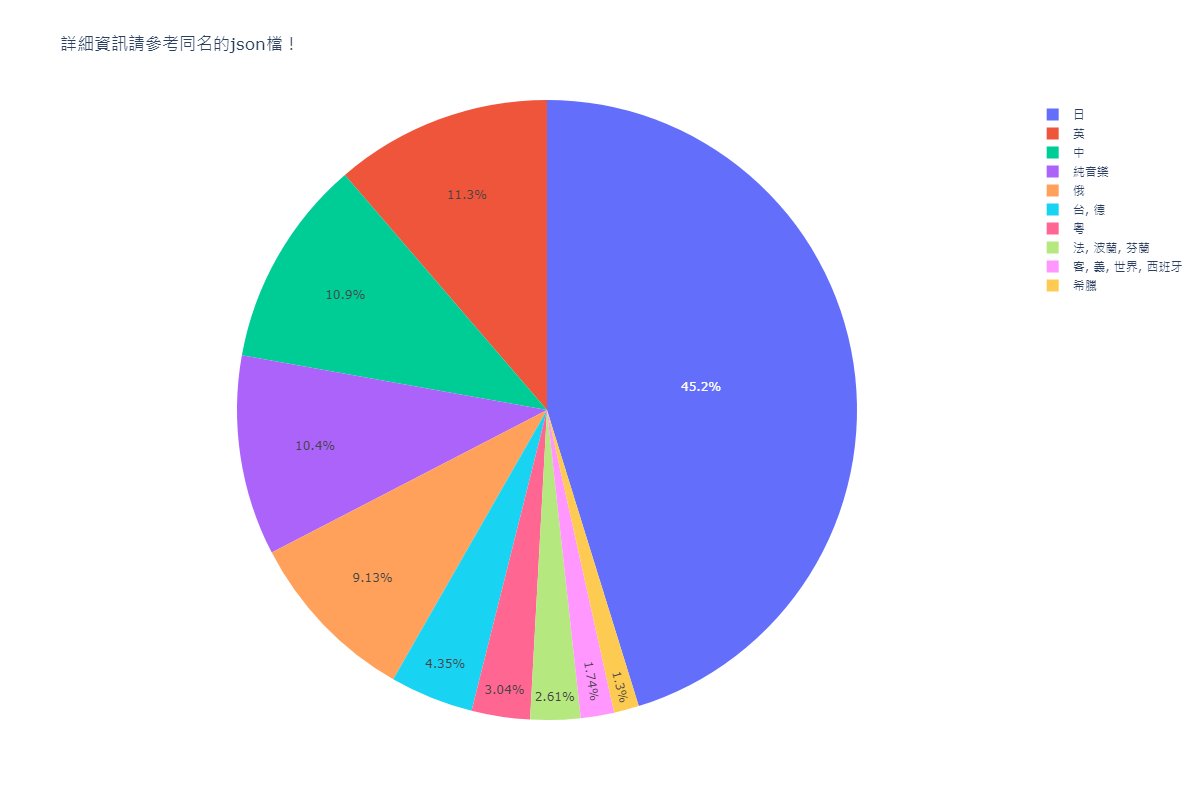 詳細資訊請參考同名的json檔！
日
英
中
純音樂
俄
台, 德
粵
法, 波蘭, 芬蘭
客, 義, 世界, 西班牙
希臘
45.2%
11.3%
10.9%
10.4%
9.13%
4.35%
3.04%
2.61%
1.74%
1.3%